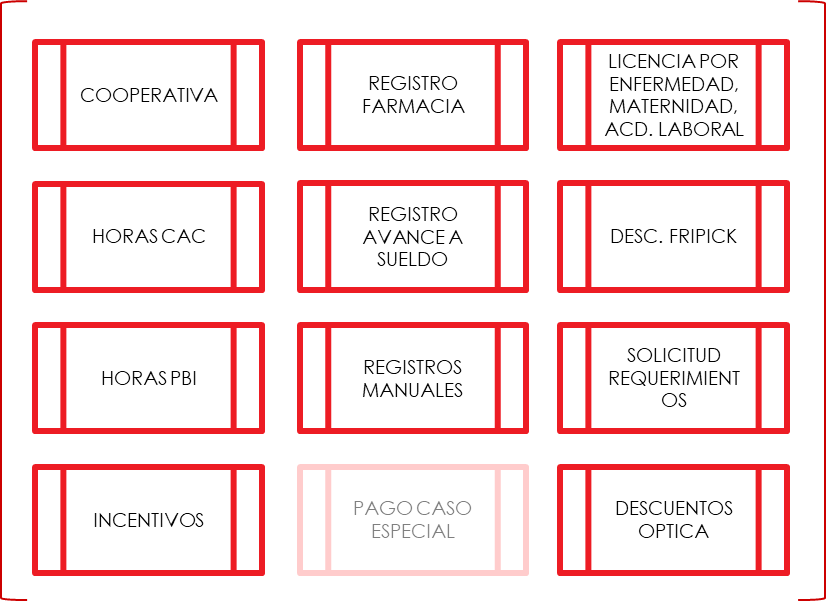 COOPERATIVA
REGISTRO
FARMACIA
LICENCIA POR
ENFERMEDAD,
MATERNIDAD,
ACD. LABORAL
HORAS CAC
REGISTRO
AVANCE A
SUELDO
DESC. FRIPICK
HORAS PBI
REGISTROS
MANUALES
SOLICITUD
REQUERIMIENT
OS
INCENTIVOS
PAGO CASO
ESPECIAL
DESCUENTOS
OPTICA